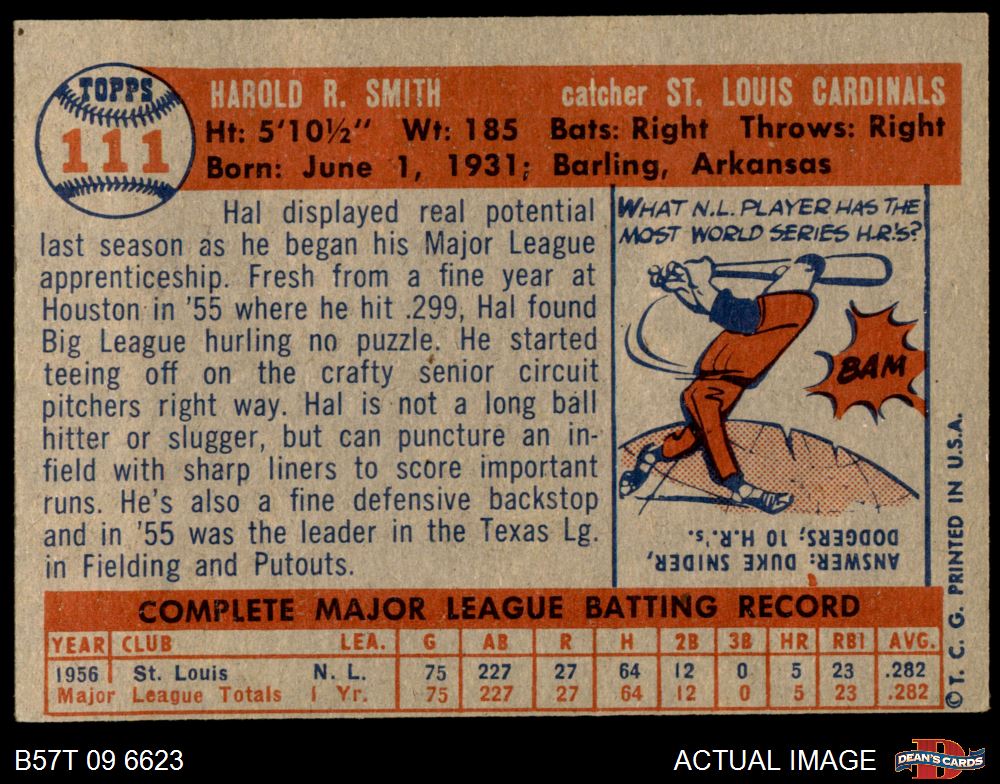 TOPPS
111
HAROLD R. SMITH catcher ST. LOUIS CARDINALS
Ht: 5'10½" Wt: 185 Bats: Right Throws: Right
Born: June 1, 1931; Barling, Arkansas
Hal displayed real potential
last season as he began his Major League
apprenticeship. Fresh from a fine year at
Houston in '55 where he hit .299, Hal found
Big League hurling no puzzle. He started
teeing off on the crafty senior circuit
pitchers right way. Hal is not a long ball
hitter or slugger, but can puncture an in-
field with sharp liners to score important
runs. He's also a fine defensive backstop
and in '55 was the leader in the Texas Lg.
in Fielding and Putouts.
WHAT N.L. PLAYER HAS THE
MOST WORLD SERIES H.R.'S?
BAM
ANSWER: DUKE SNIDER,
DODGERS; 10 H.R.'s.
COMPLETE MAJOR LEAGUE BATTING RECORD
YEAR CLUB LEA. G AB R H 2B 3B HR RBI AVG.
1956 St. Louis N. L. 75 227 27 64 12 0 5 23 .282
Major League Totals 1 Yr. 75 227 27 64 12 0 5 23 .282
© T. C. G. PRINTED IN U.S.A.
B57T 09 6623 ACTUAL IMAGE
D
DEAN'S CARDS